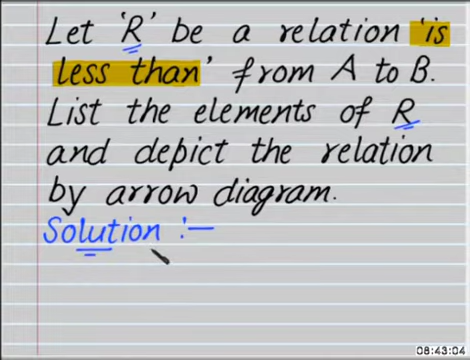 Let 'R' be a relation 'is
less than' from A to B.
List the elements of R
and depict the relation
by arrow diagram.
Solution :-
08:43:04